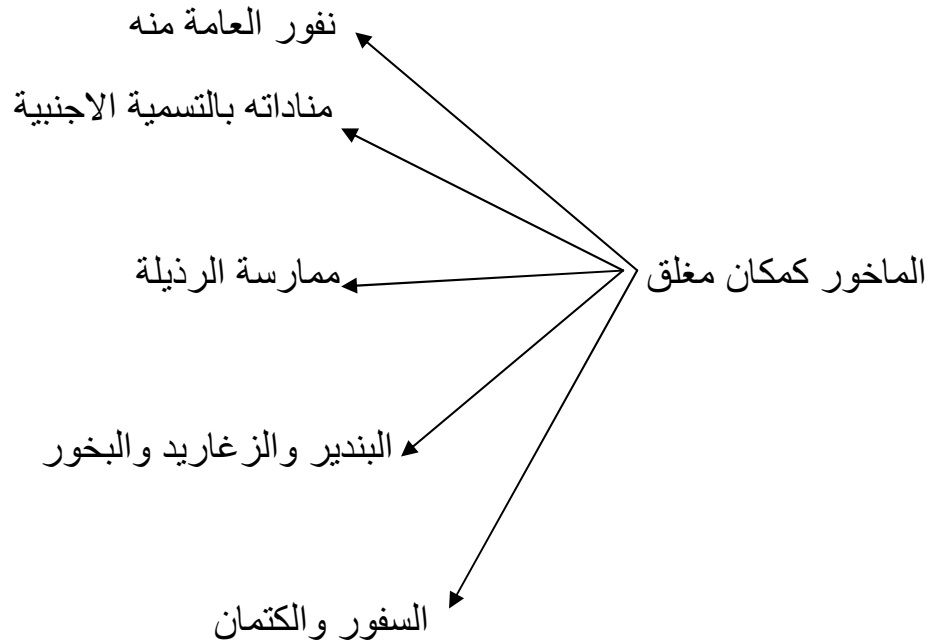 نفور العامة منه
مناداته بالتسمية الاجنبية
الماخور كمكان مغلق
ممارسة الرذيلة
البندير والزغاريد والبخور
السفور والكتمان